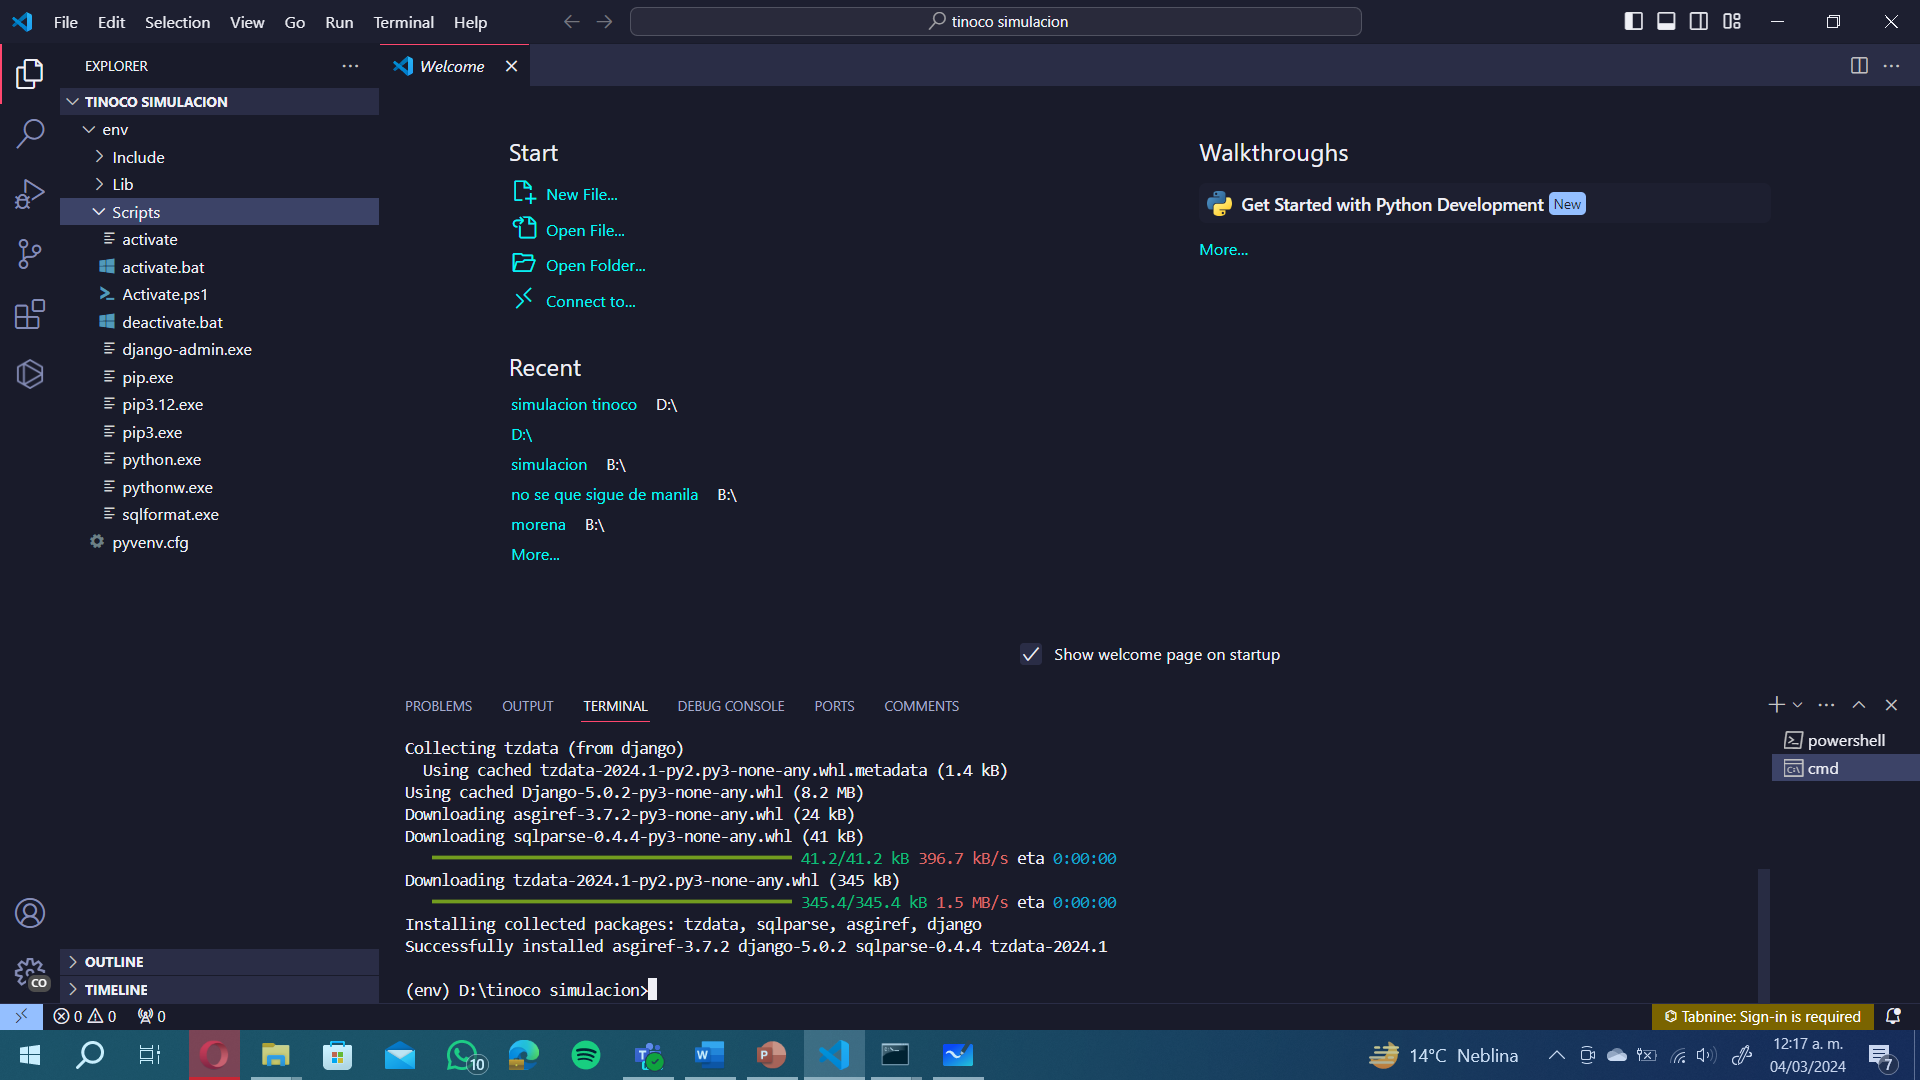 File Edit Selection View Go Run Terminal Help
tinoco simulacion
EXPLORER
Welcome
TINOCO SIMULACION
env
Include
Lib
Scripts
activate
activate.bat
Activate.ps1
deactivate.bat
django-admin.exe
pip.exe
pip3.12.exe
pip3.exe
python.exe
pythonw.exe
sqlformat.exe
pyvenv.cfg
OUTLINE
TIMELINE
Start
New File...
Open File...
Open Folder...
Connect to...
Recent
simulacion tinoco D:\
D:\
simulacion B:\
no se que sigue de manila B:\
morena B:\
More...
Walkthroughs
Get Started with Python Development New
More...
Show welcome page on startup
PROBLEMS OUTPUT TERMINAL DEBUG CONSOLE PORTS COMMENTS
powershell
cmd
Collecting tzdata (from django)
Using cached tzdata-2024.1-py2.py3-none-any.whl.metadata (1.4 kB)
Using cached Django-5.0.2-py3-none-any.whl (8.2 MB)
Downloading asgiref-3.7.2-py3-none-any.whl (24 kB)
Downloading sqlparse-0.4.4-py3-none-any.whl (41 kB)
41.2/41.2 kB 396.7 kB/s eta 0:00:00
Downloading tzdata-2024.1-py2.py3-none-any.whl (345 kB)
345.4/345.4 kB 1.5 MB/s eta 0:00:00
Installing collected packages: tzdata, sqlparse, asgiref, django
Successfully installed asgiref-3.7.2 django-5.0.2 sqlparse-0.4.4 tzdata-2024.1
(env) D:\tinoco simulacion>
CO
0 0 0
Tabnine: Sign-in is required
10
14°C Neblina
12:17 a. m.
04/03/2024
7